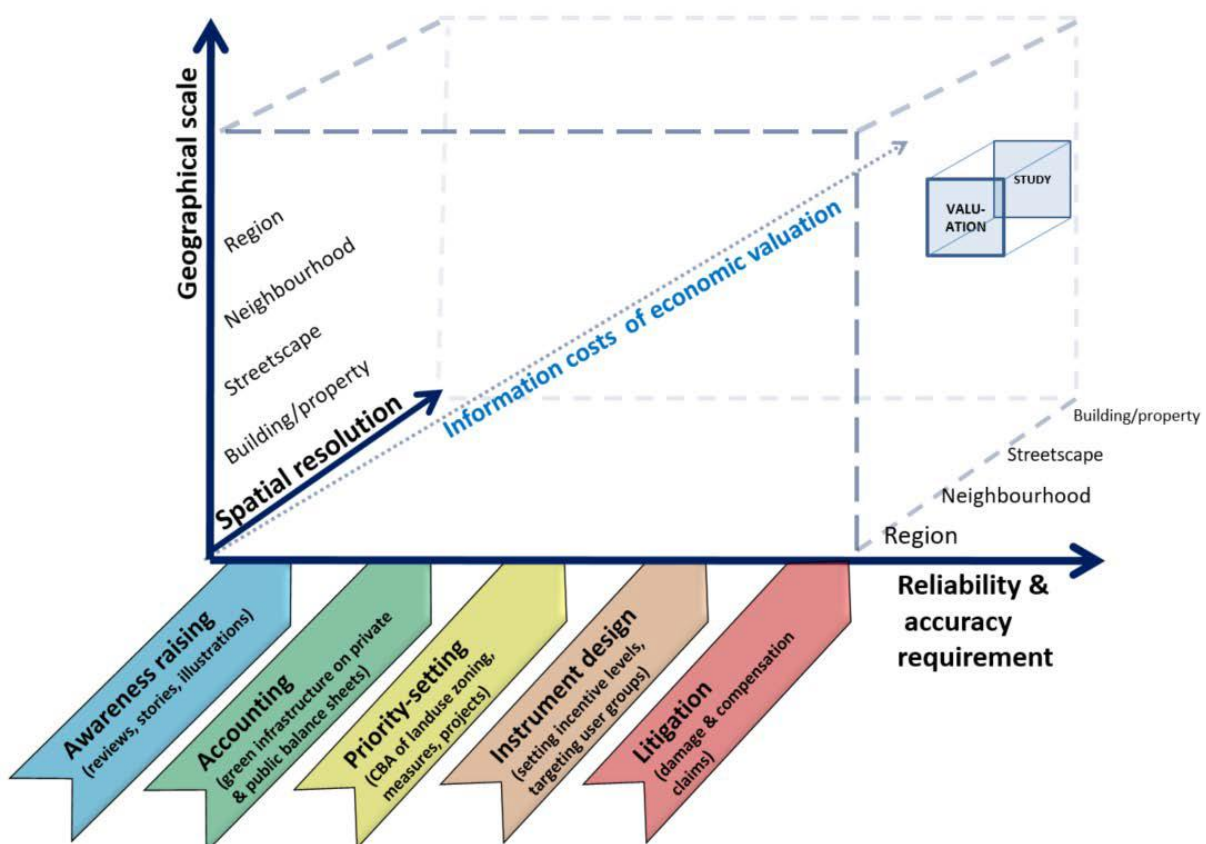 Geographical scale
Region
Neighbourhood
Streetscape
Building/property
Spatial resolution
Information costs of economic valuation
VALU-
ATION
STUDY
Building/property
Streetscape
Neighbourhood
Region
Reliability &
accuracy
requirement
Awareness raising
(reviews, stories, illustrations)
Accounting
(green infrastructure on private
& public balance sheets)
Priority-setting
(CBA of landuse zoning,
measures, projects)
Instrument design
(setting incentive levels,
targeting user groups)
Litigation
(damage & compensation
claims)